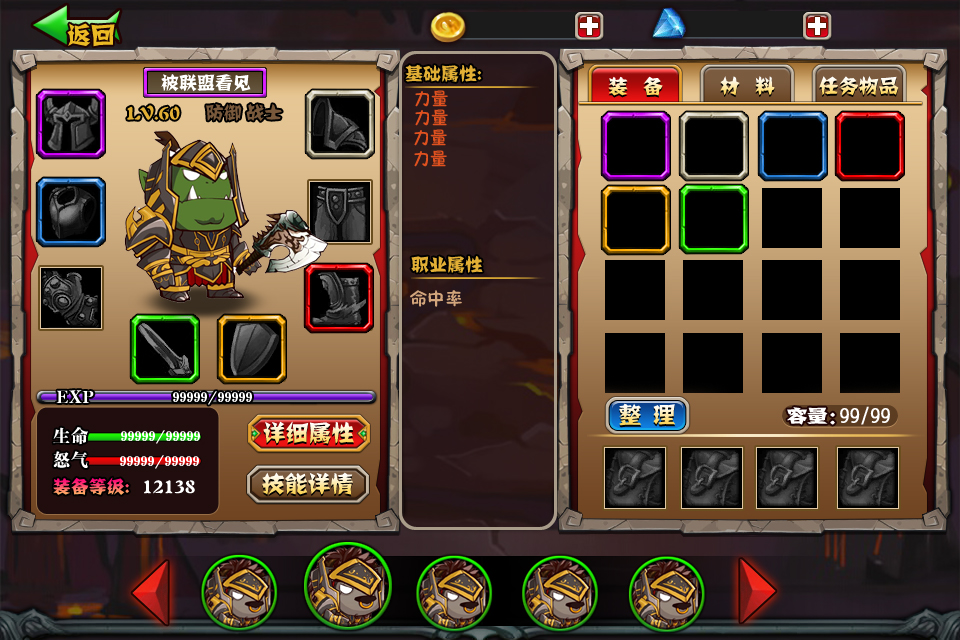 返回
被联盟看见
LV.60 防御战士
EXP 99999/99999
生命 99999/99999
怒气 99999/99999
装备等级: 12138
详细属性
技能详情
基础属性:
力量
力量
力量
力量
职业属性
命中率
装备 材料 任务物品
整理
容量:99/99